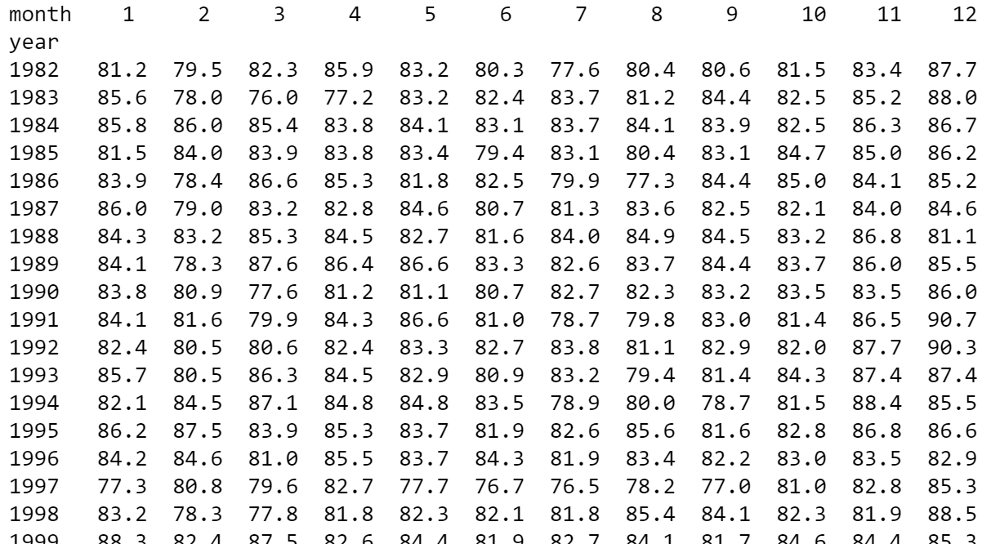 month 1 2 3 4 5 6 7 8 9 10 11 12
year
1982 81.2 79.5 82.3 85.9 83.2 80.3 77.6 80.4 80.6 81.5 83.4 87.7
1983 85.6 78.0 76.0 77.2 83.2 82.4 83.7 81.2 84.4 82.5 85.2 88.0
1984 85.8 86.0 85.4 83.8 84.1 83.1 83.7 84.1 83.9 82.5 86.3 86.7
1985 81.5 84.0 83.9 83.8 83.4 79.4 83.1 80.4 83.1 84.7 85.0 86.2
1986 83.9 78.4 86.6 85.3 81.8 82.5 79.9 77.3 84.4 85.0 84.1 85.2
1987 86.0 79.0 83.2 82.8 84.6 80.7 81.3 83.6 82.5 82.1 84.0 84.6
1988 84.3 83.2 85.3 84.5 82.7 81.6 84.0 84.9 84.5 83.2 86.8 81.1
1989 84.1 78.3 87.6 86.4 86.6 83.3 82.6 83.7 84.4 83.7 86.0 85.5
1990 83.8 80.9 77.6 81.2 81.1 80.7 82.7 82.3 83.2 83.5 83.5 86.0
1991 84.1 81.6 79.9 84.3 86.6 81.0 78.7 79.8 83.0 81.4 86.5 90.7
1992 82.4 80.5 80.6 82.4 83.3 82.7 83.8 81.1 82.9 82.0 87.7 90.3
1993 85.7 80.5 86.3 84.5 82.9 80.9 83.2 79.4 81.4 84.3 87.4 87.4
1994 82.1 84.5 87.1 84.8 84.8 83.5 78.9 80.0 78.7 81.5 88.4 85.5
1995 86.2 87.5 83.9 85.3 83.7 81.9 82.6 85.6 81.6 82.8 86.8 86.6
1996 84.2 84.6 81.0 85.5 83.7 84.3 81.9 83.4 82.2 83.0 83.5 82.9
1997 77.3 80.8 79.6 82.7 77.7 76.7 76.5 78.2 77.0 81.0 82.8 85.3
1998 83.2 78.3 77.8 81.8 82.3 82.1 81.8 85.4 84.1 82.3 81.9 88.5
1999 88.3 82.4 87.5 82.6 84.4 81.9 82.7 84.1 81.7 84.6 84.4 85.3